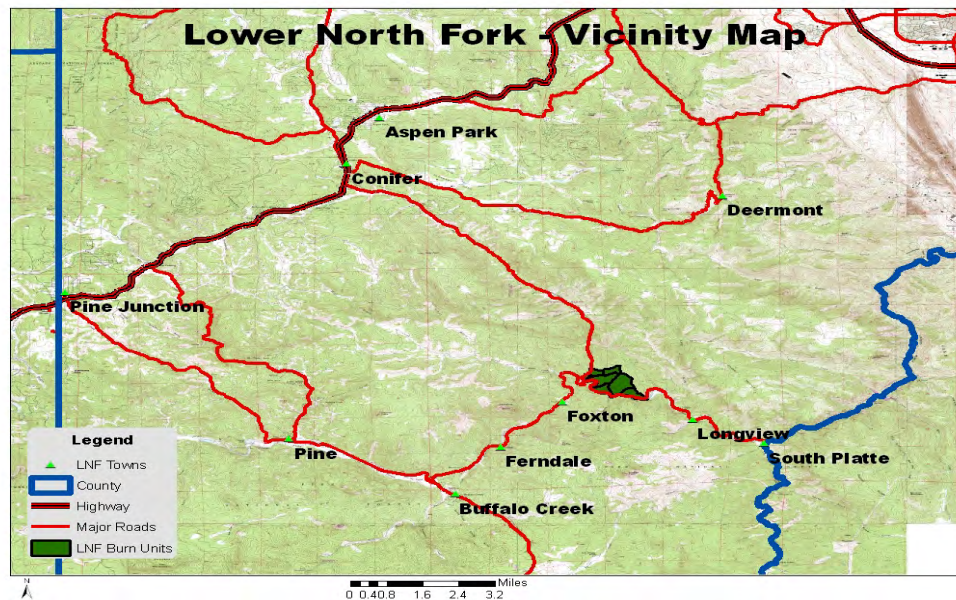 Lower North Fork - Vicinity Map
Aspen Park
Conifer
Deermont
Pine Junction
Foxton
Longview
South Platte
Pine
Ferndale
Buffalo Creek
Legend
LNF Towns
County
Highway
Major Roads
LNF Burn Units
N
Miles
0 0.40.8 1.6 2.4 3.2